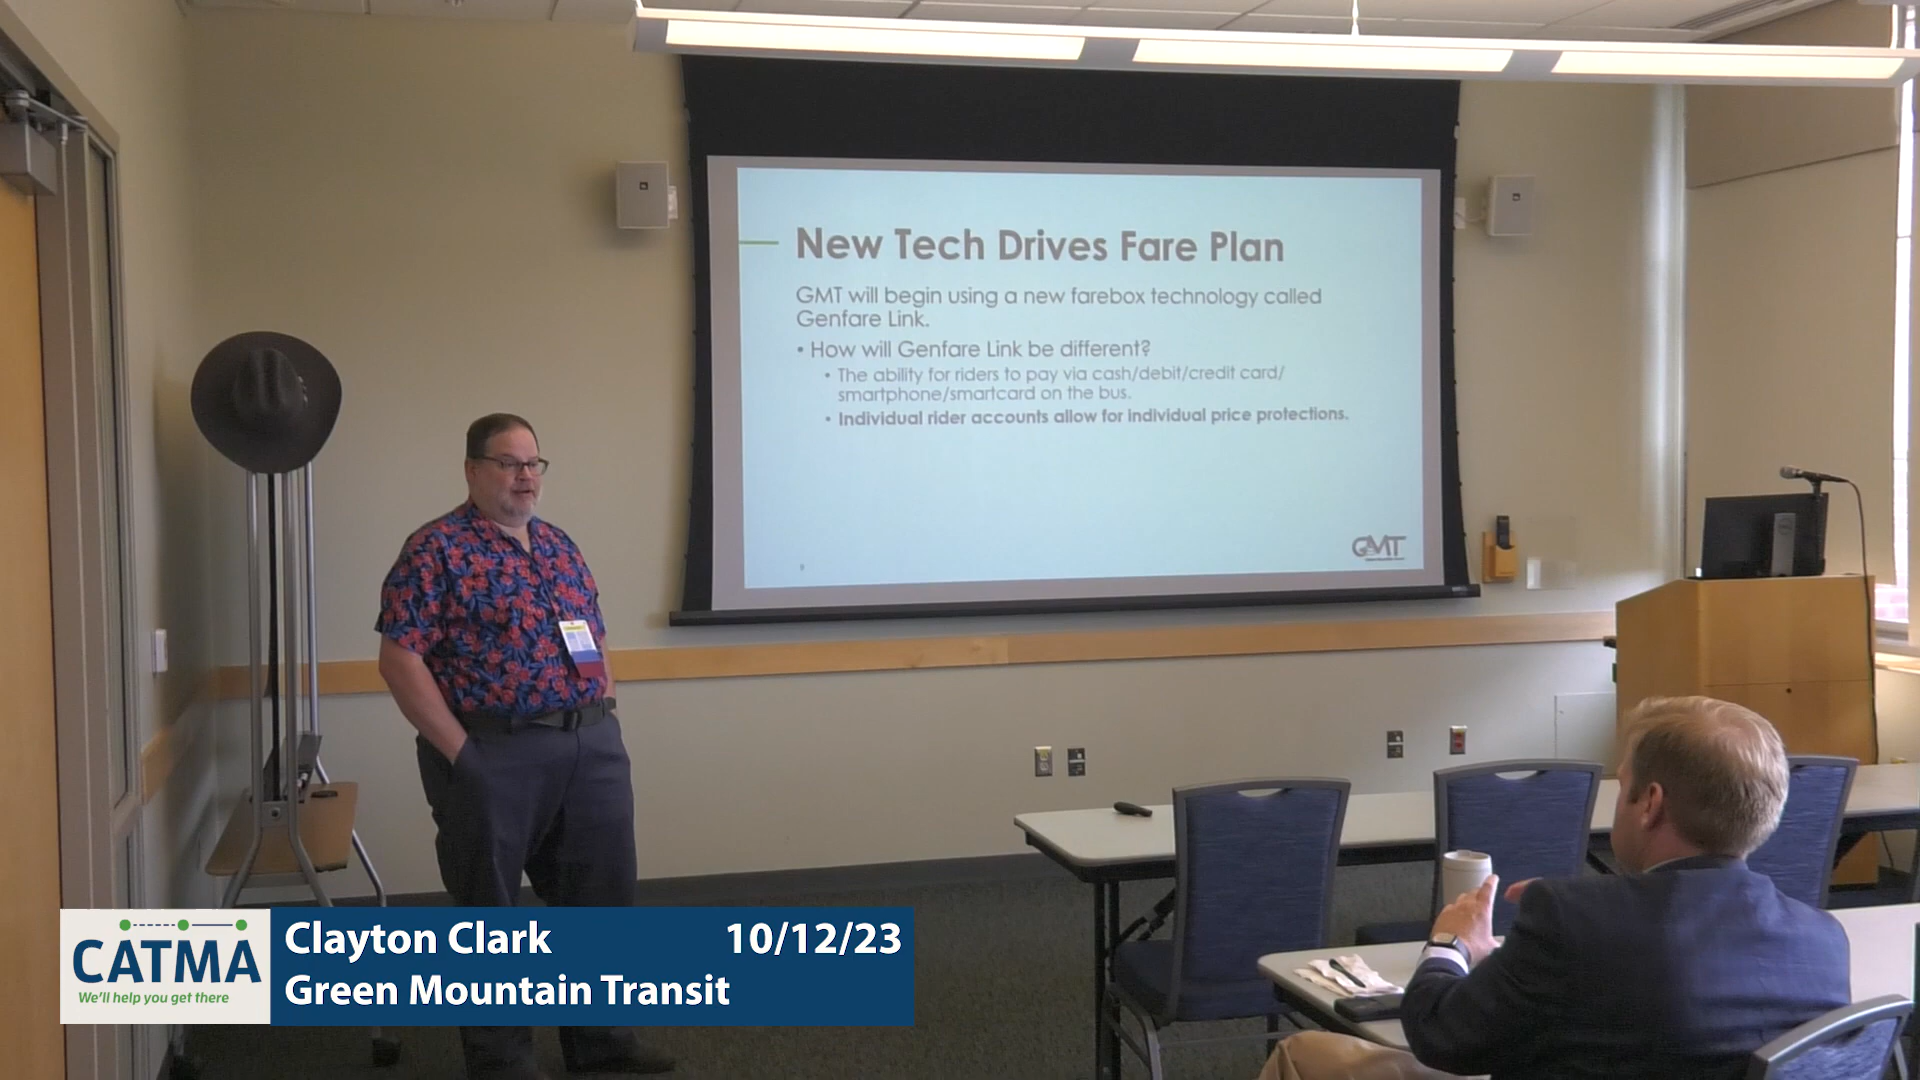 New Tech Drives Fare Plan
GMT will begin using a new farebox technology called
Genfare Link.
• How will Genfare Link be different?
• The ability for riders to pay via cash/debit/credit card/
smartphone/smartcard on the bus.
• Individual rider accounts allow for individual price protections.
GMT
9
CATMA
We'll help you get there
Clayton Clark 10/12/23
Green Mountain Transit